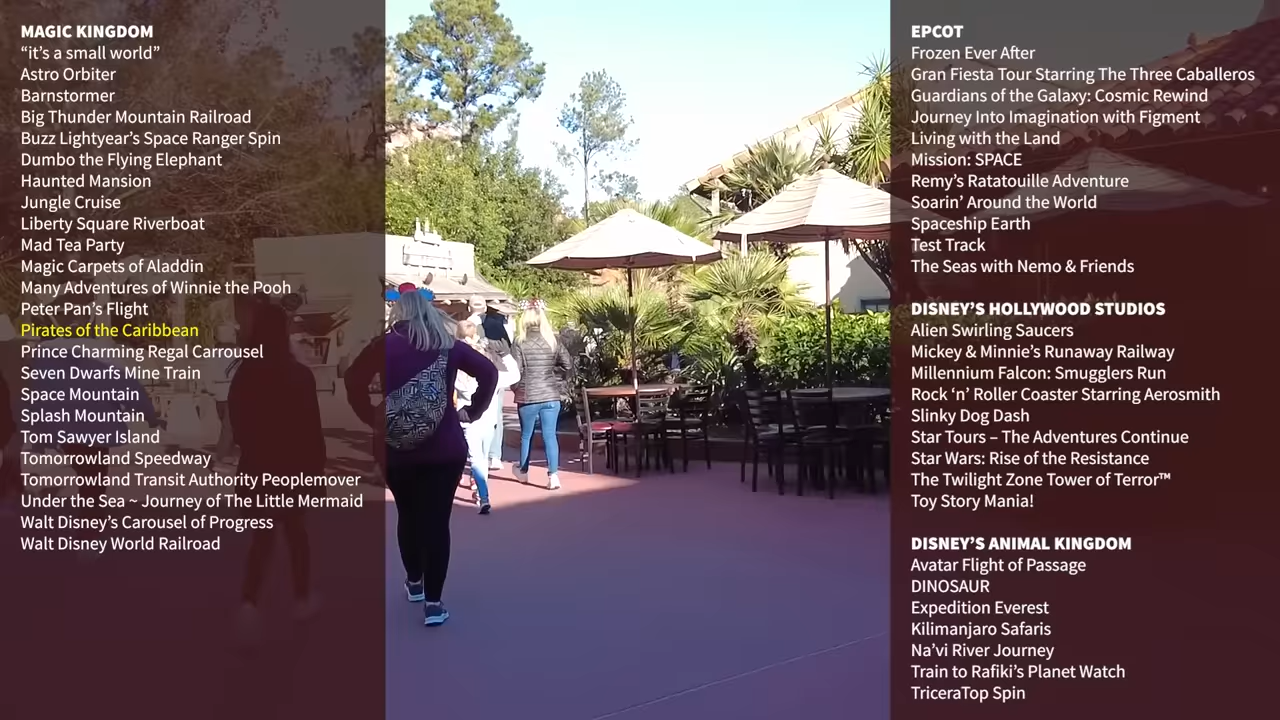 MAGIC KINGDOM
“it’s a small world”
Astro Orbiter
Barnstormer
Big Thunder Mountain Railroad
Buzz Lightyear’s Space Ranger Spin
Dumbo the Flying Elephant
Haunted Mansion
Jungle Cruise
Liberty Square Riverboat
Mad Tea Party
Magic Carpets of Aladdin
Many Adventures of Winnie the Pooh
Peter Pan’s Flight
Pirates of the Caribbean
Prince Charming Regal Carrousel
Seven Dwarfs Mine Train
Space Mountain
Splash Mountain
Tom Sawyer Island
Tomorrowland Speedway
Tomorrowland Transit Authority Peoplemover
Under the Sea ~ Journey of The Little Mermaid
Walt Disney’s Carousel of Progress
Walt Disney World Railroad
EPCOT
Frozen Ever After
Gran Fiesta Tour Starring The Three Caballeros
Guardians of the Galaxy: Cosmic Rewind
Journey Into Imagination with Figment
Living with the Land
Mission: SPACE
Remy’s Ratatouille Adventure
Soarin’ Around the World
Spaceship Earth
Test Track
The Seas with Nemo & Friends
DISNEY’S HOLLYWOOD STUDIOS
Alien Swirling Saucers
Mickey & Minnie’s Runaway Railway
Millennium Falcon: Smugglers Run
Rock ‘n’ Roller Coaster Starring Aerosmith
Slinky Dog Dash
Star Tours – The Adventures Continue
Star Wars: Rise of the Resistance
The Twilight Zone Tower of Terror™
Toy Story Mania!
DISNEY’S ANIMAL KINGDOM
Avatar Flight of Passage
DINOSAUR
Expedition Everest
Kilimanjaro Safaris
Na’vi River Journey
Train to Rafiki’s Planet Watch
TriceraTop Spin